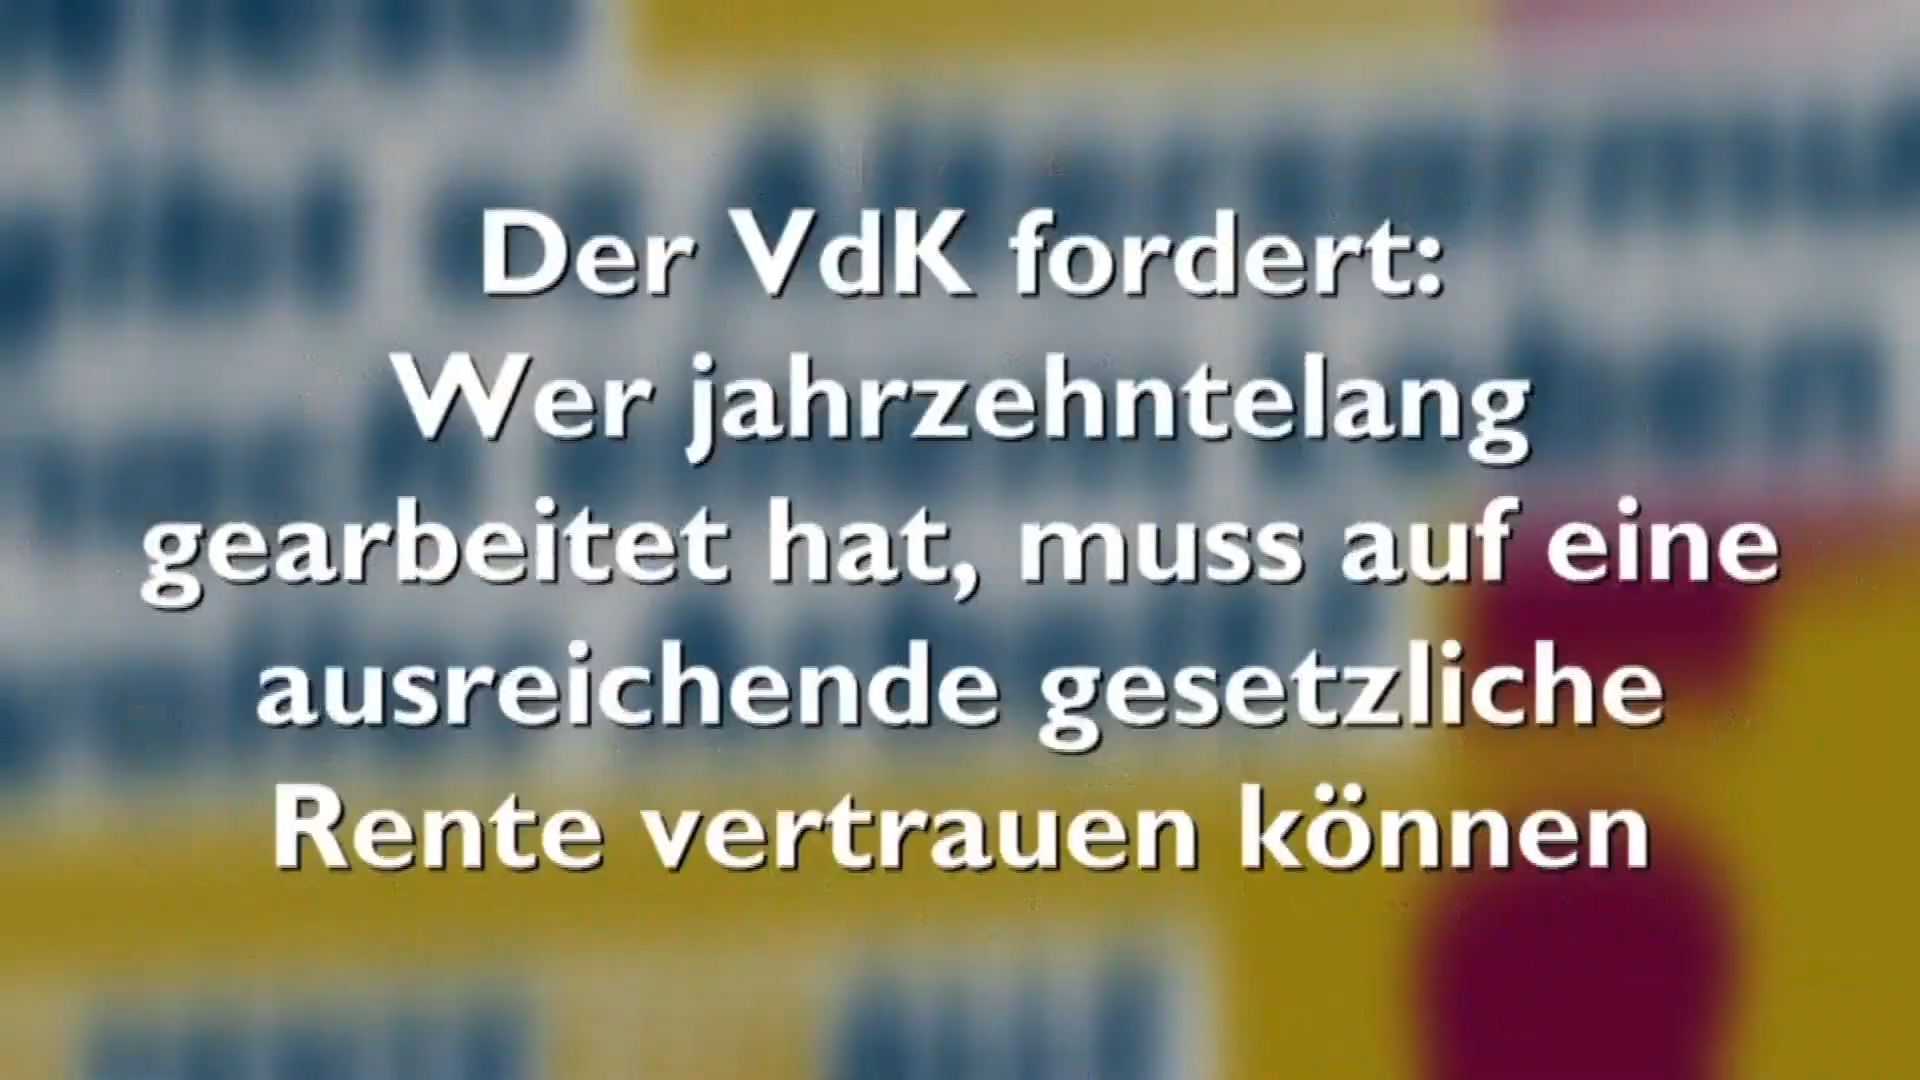 Der VdK fordert:
Wer jahrzehntelang
gearbeitet hat, muss auf eine
ausreichende gesetzliche
Rente vertrauen können